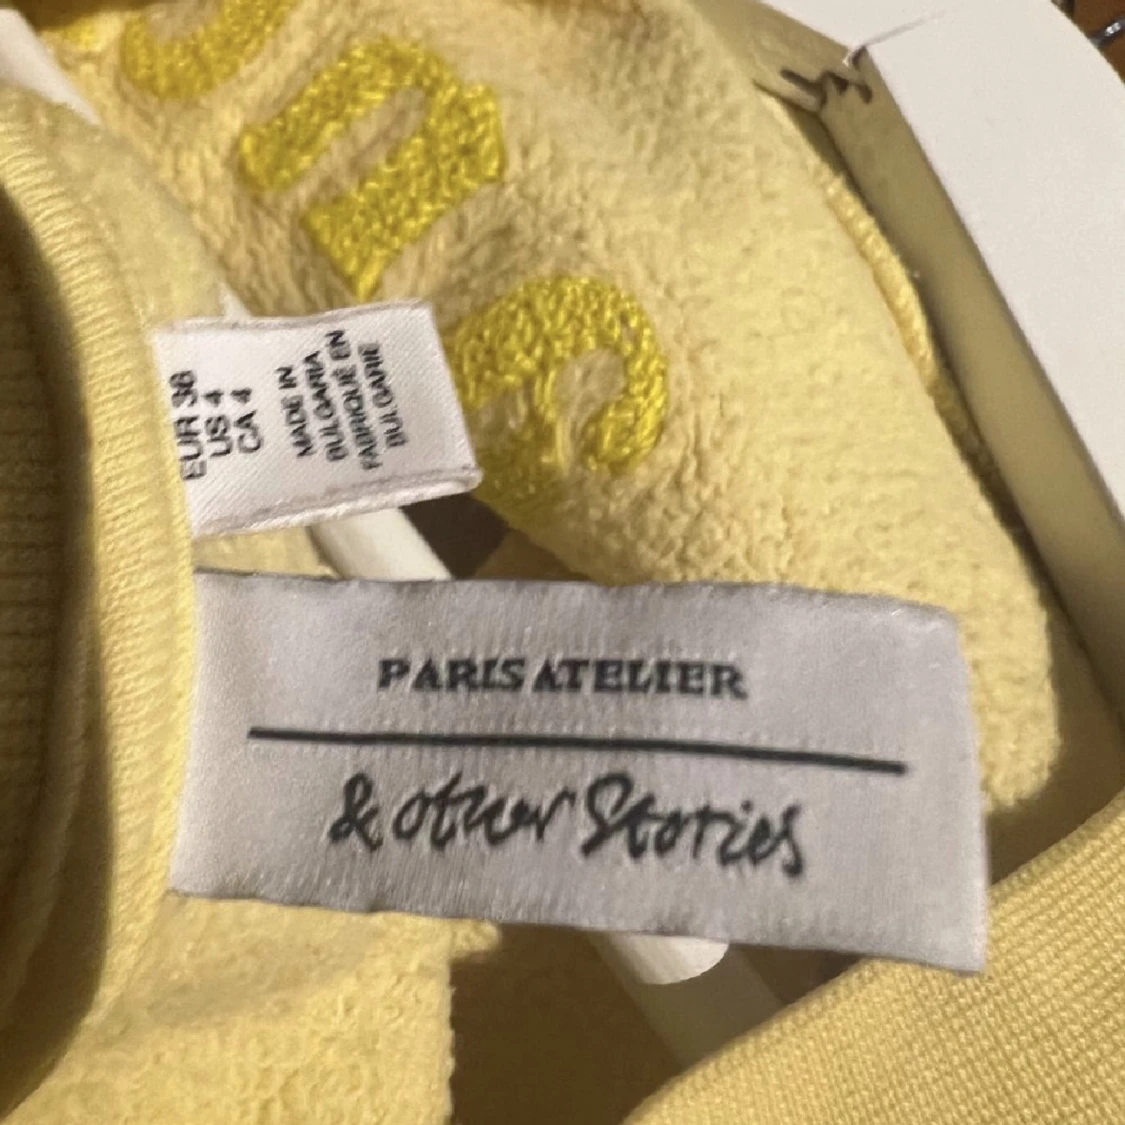 EUR 36
US 4
CA 4
MADE IN
BULGARIA
FABRIQUÉ EN
BULGARIE
PARIS ATELIER
& other Stories